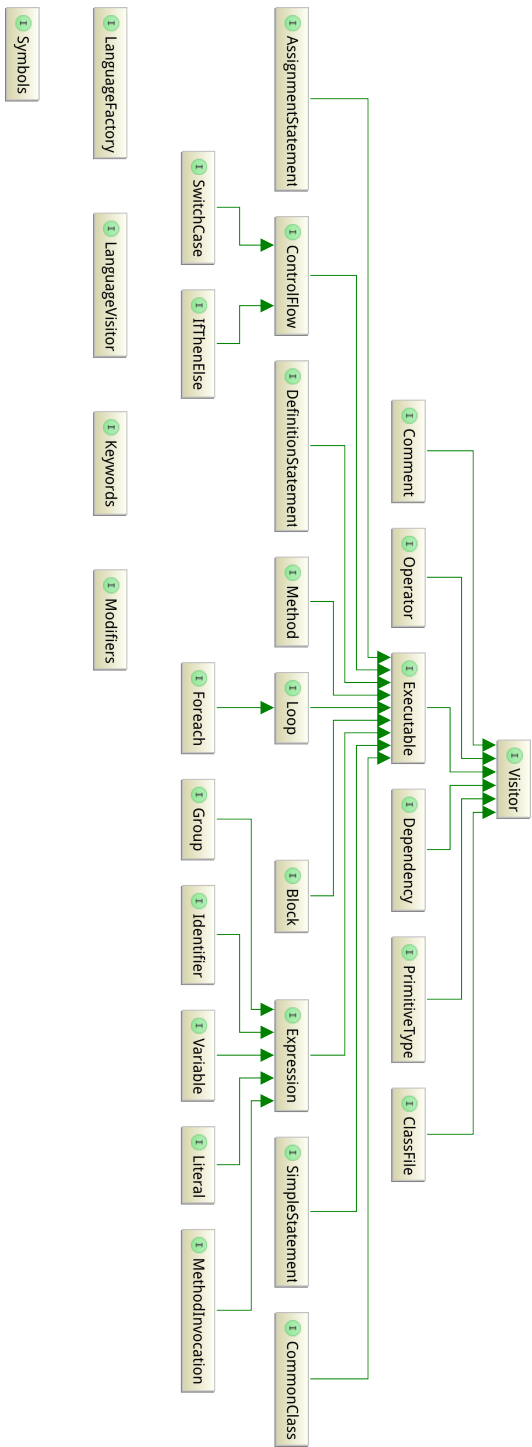 I Visitor
I Comment
I Operator
I Executable
I Dependency
I PrimitiveType
I ClassFile
I AssignmentStatement
I ControlFlow
I DefinitionStatement
I Method
I Loop
I Block
I Expression
I SimpleStatement
I CommonClass
I SwitchCase
I IfThenElse
I Foreach
I Group
I Identifier
I Variable
I Literal
I MethodInvocation
I LanguageFactory
I LanguageVisitor
I Keywords
I Modifiers
I Symbols